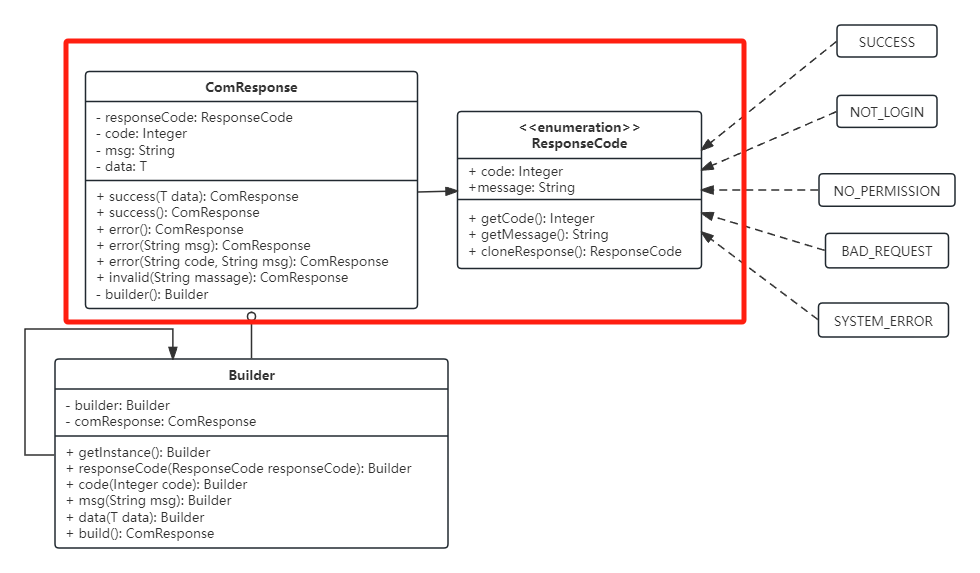 ComResponse
- responseCode: ResponseCode
- code: Integer
- msg: String
- data: T
+ success(T data): ComResponse
+ success(): ComResponse
+ error(): ComResponse
+ error(String msg): ComResponse
+ error(String code, String msg): ComResponse
+ invalid(String massage): ComResponse
- builder(): Builder
<<enumeration>>
ResponseCode
+ code: Integer
+message: String
+ getCode(): Integer
+ getMessage(): String
+ cloneResponse(): ResponseCode
SUCCESS
NOT_LOGIN
NO_PERMISSION
BAD_REQUEST
SYSTEM_ERROR
Builder
- builder: Builder
- comResponse: ComResponse
+ getInstance(): Builder
+ responseCode(ResponseCode responseCode): Builder
+ code(Integer code): Builder
+ msg(String msg): Builder
+ data(T data): Builder
+ build(): ComResponse